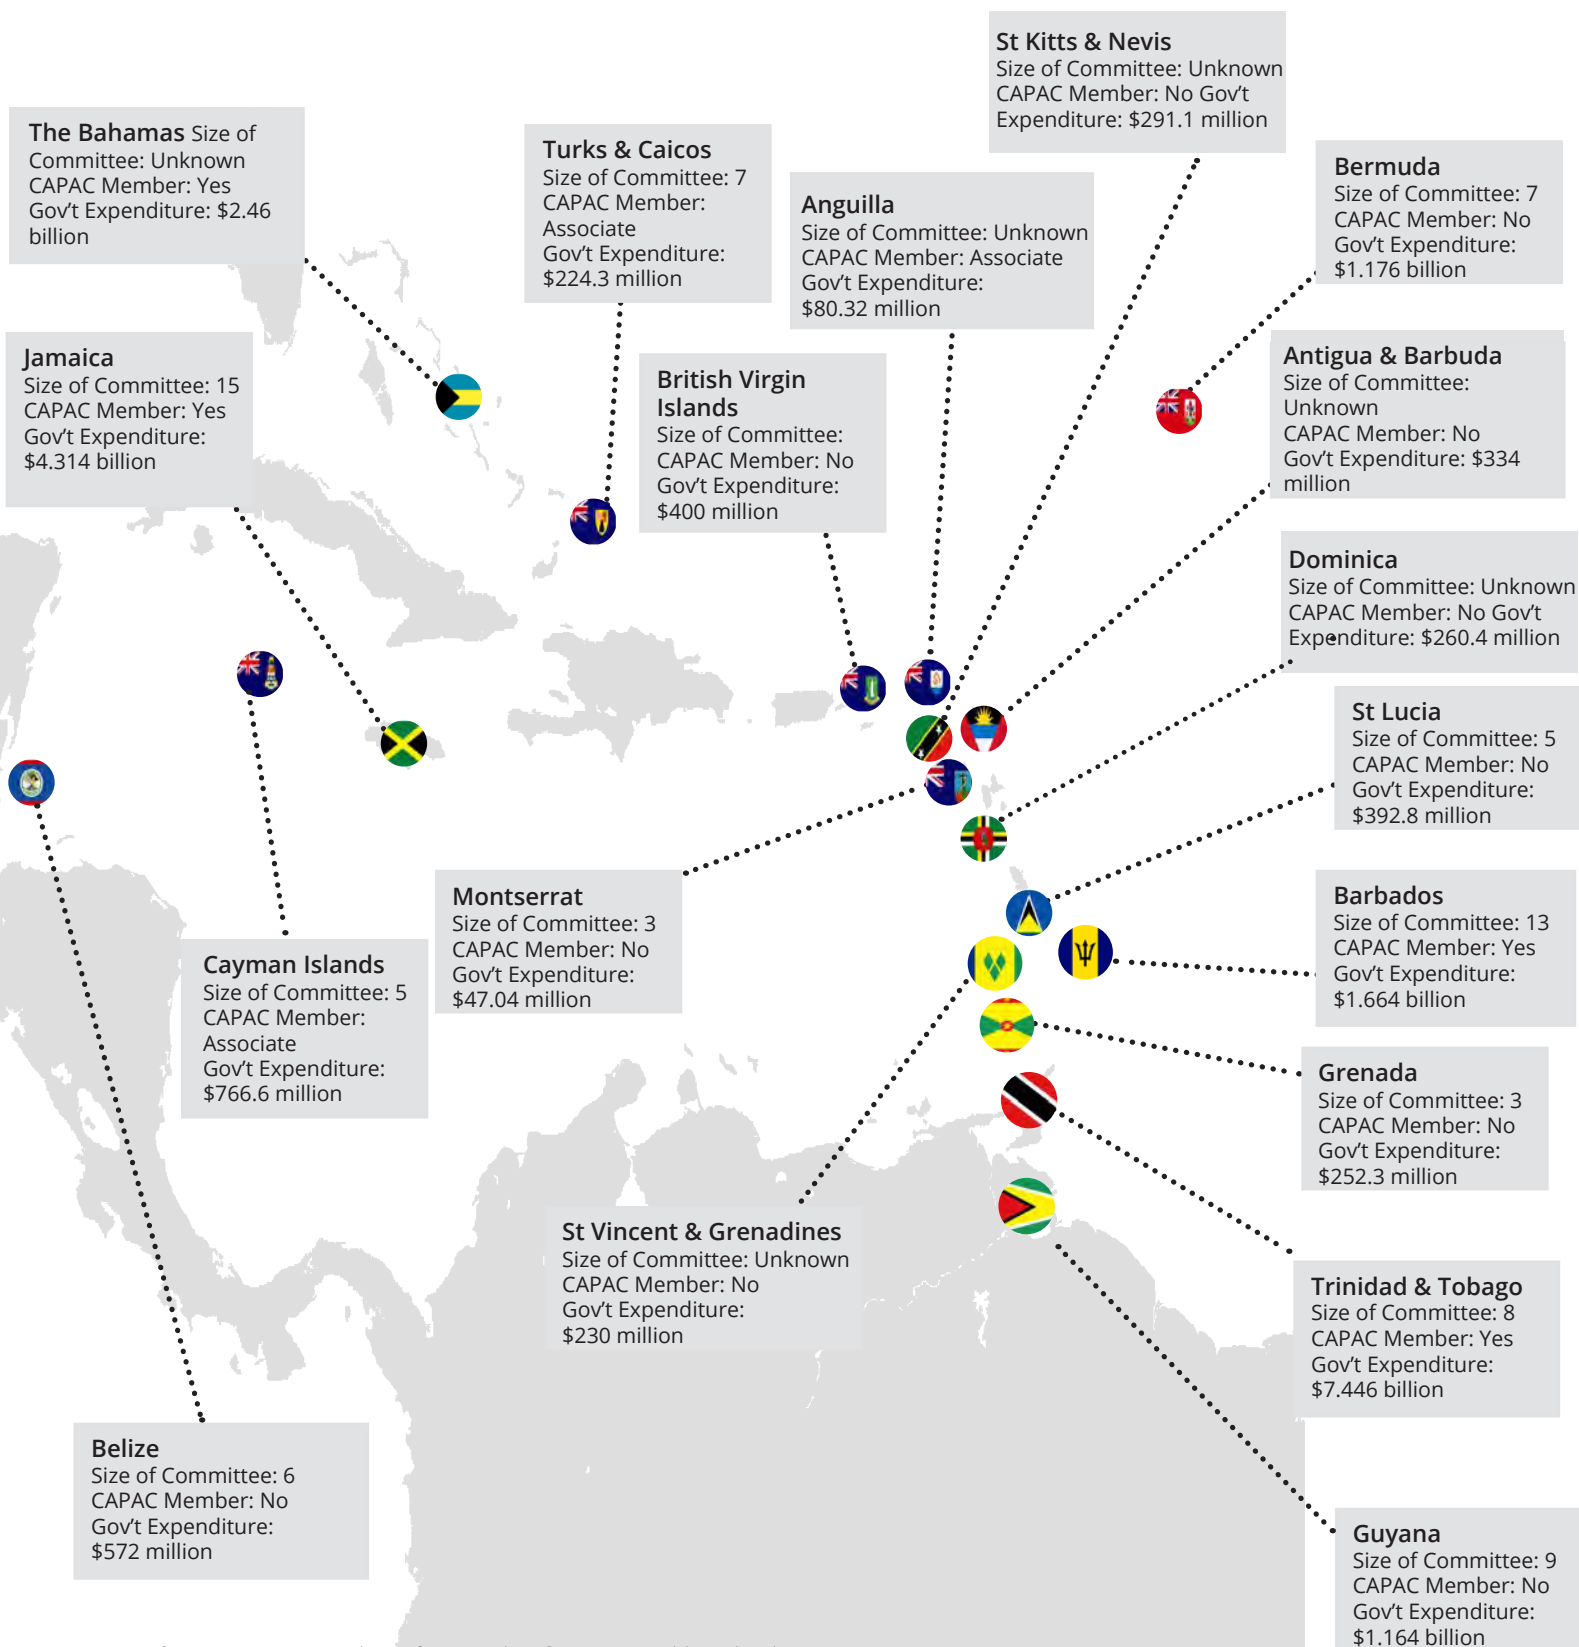 St Kitts & Nevis
Size of Committee: Unknown
CAPAC Member: No Gov't
Expenditure: $291.1 million
The Bahamas Size of
Committee: Unknown
CAPAC Member: Yes
Gov't Expenditure: $2.46
billion
Turks & Caicos
Size of Committee: 7
CAPAC Member:
Associate
Gov't Expenditure:
$224.3 million
Anguilla
Size of Committee: Unknown
CAPAC Member: Associate
Gov't Expenditure:
$80.32 million
Bermuda
Size of Committee: 7
CAPAC Member: No
Gov't Expenditure:
$1.176 billion
Jamaica
Size of Committee: 15
CAPAC Member: Yes
Gov't Expenditure:
$4.314 billion
British Virgin
Islands
Size of Committee:
CAPAC Member: No
Gov't Expenditure:
$400 million
Antigua & Barbuda
Size of Committee:
Unknown
CAPAC Member: No
Gov't Expenditure: $334
million
Dominica
Size of Committee: Unknown
CAPAC Member: No Gov't
Expenditure: $260.4 million
St Lucia
Size of Committee: 5
CAPAC Member: No
Gov't Expenditure:
$392.8 million
Montserrat
Size of Committee: 3
CAPAC Member: No
Gov't Expenditure:
$47.04 million
Barbados
Size of Committee: 13
CAPAC Member: Yes
Gov't Expenditure:
$1.664 billion
Cayman Islands
Size of Committee: 5
CAPAC Member:
Associate
Gov't Expenditure:
$766.6 million
Grenada
Size of Committee: 3
CAPAC Member: No
Gov't Expenditure:
$252.3 million
St Vincent & Grenadines
Size of Committee: Unknown
CAPAC Member: No
Gov't Expenditure:
$230 million
Trinidad & Tobago
Size of Committee: 8
CAPAC Member: Yes
Gov't Expenditure:
$7.446 billion
Belize
Size of Committee: 6
CAPAC Member: No
Gov't Expenditure:
$572 million
Guyana
Size of Committee: 9
CAPAC Member: No
Gov't Expenditure:
$1.164 billion